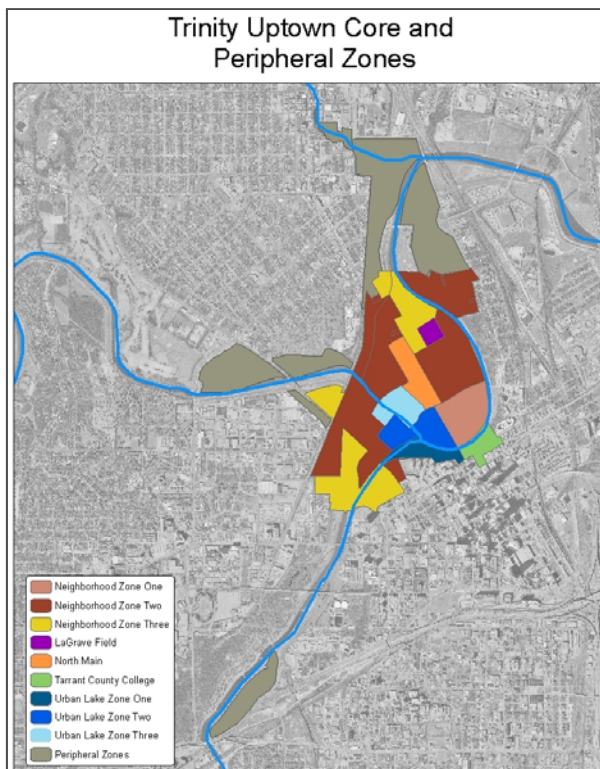 Trinity Uptown Core and
Peripheral Zones
Neighborhood Zone One
Neighborhood Zone Two
Neighborhood Zone Three
LaGrave Field
North Main
Tarrant County College
Urban Lake Zone One
Urban Lake Zone Two
Urban Lake Zone Three
Peripheral Zones